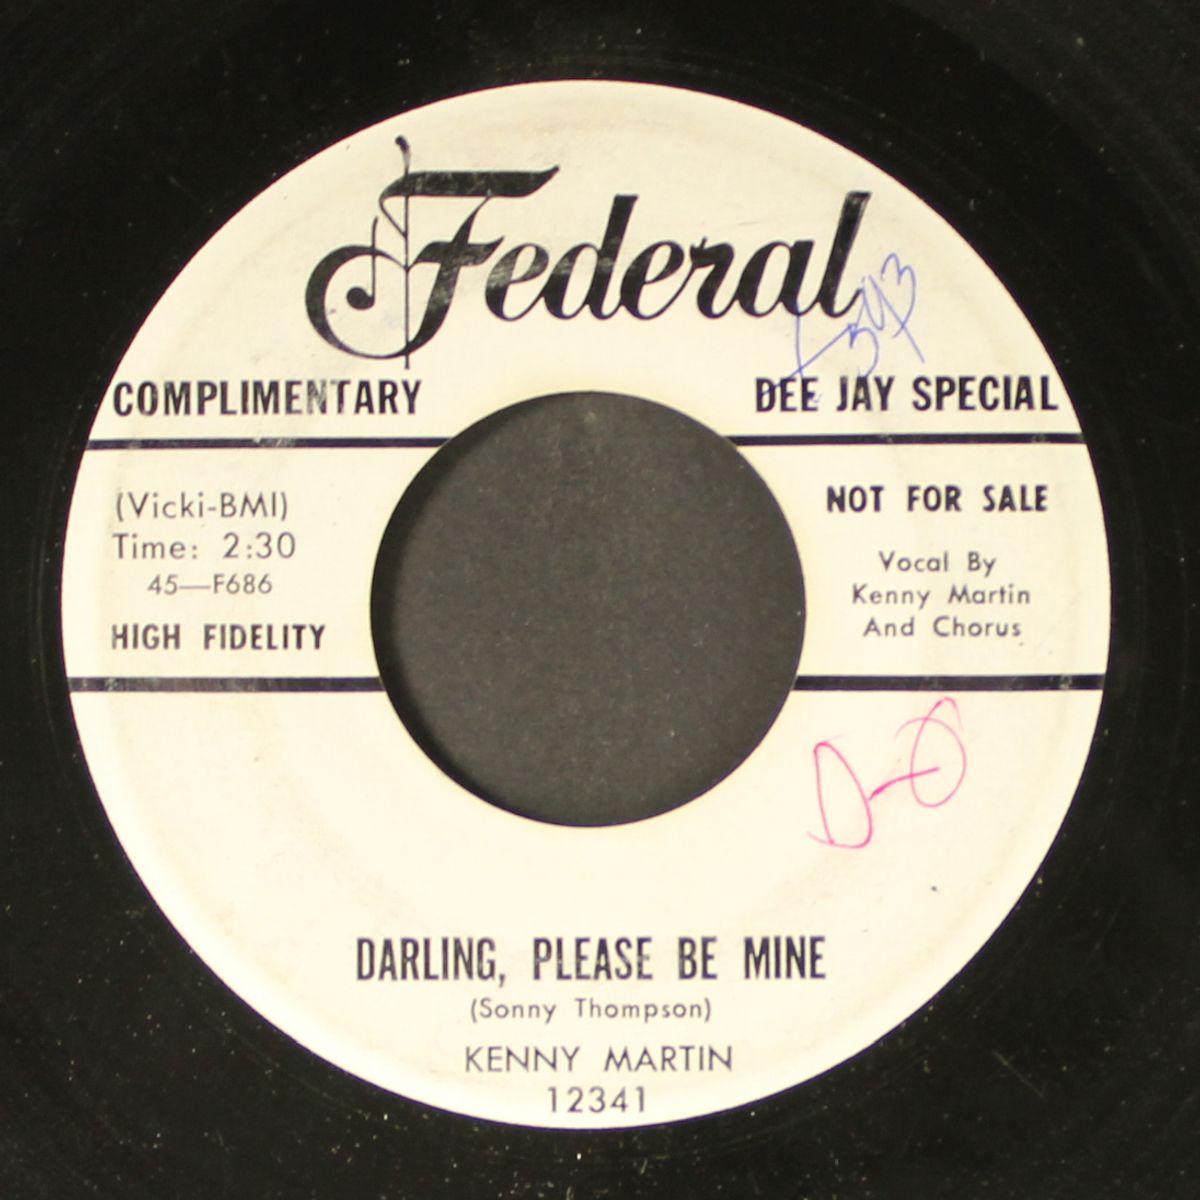 Federal
COMPLIMENTARY
DEE JAY SPECIAL
(Vicki-BMI)
Time: 2:30
45—F686
HIGH FIDELITY
NOT FOR SALE
Vocal By
Kenny Martin
And Chorus
DARLING, PLEASE BE MINE
(Sonny Thompson)
KENNY MARTIN
12341